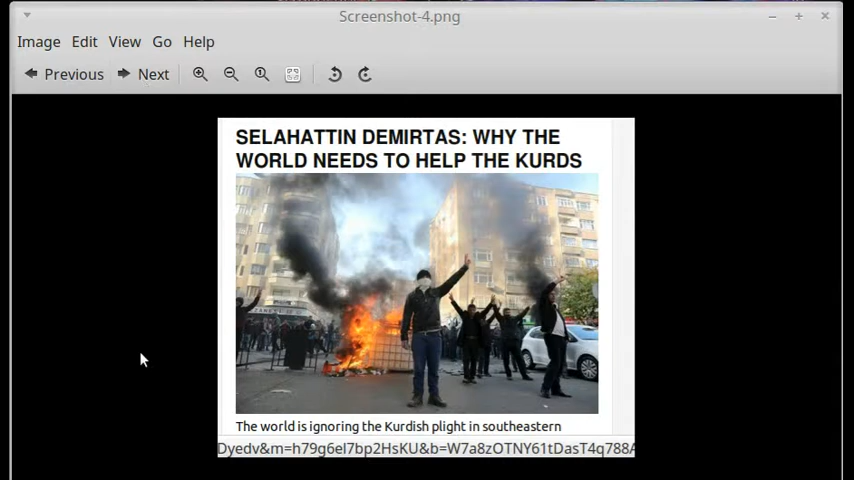 Screenshot-4.png
Image Edit View Go Help
Previous Next
SELAHATTIN DEMIRTAS: WHY THE
WORLD NEEDS TO HELP THE KURDS
The world is ignoring the Kurdish plight in southeastern
Dyedv&m=h79g6el7bp2HsKU&b=W7a8zOTNY61tDasT4q788A